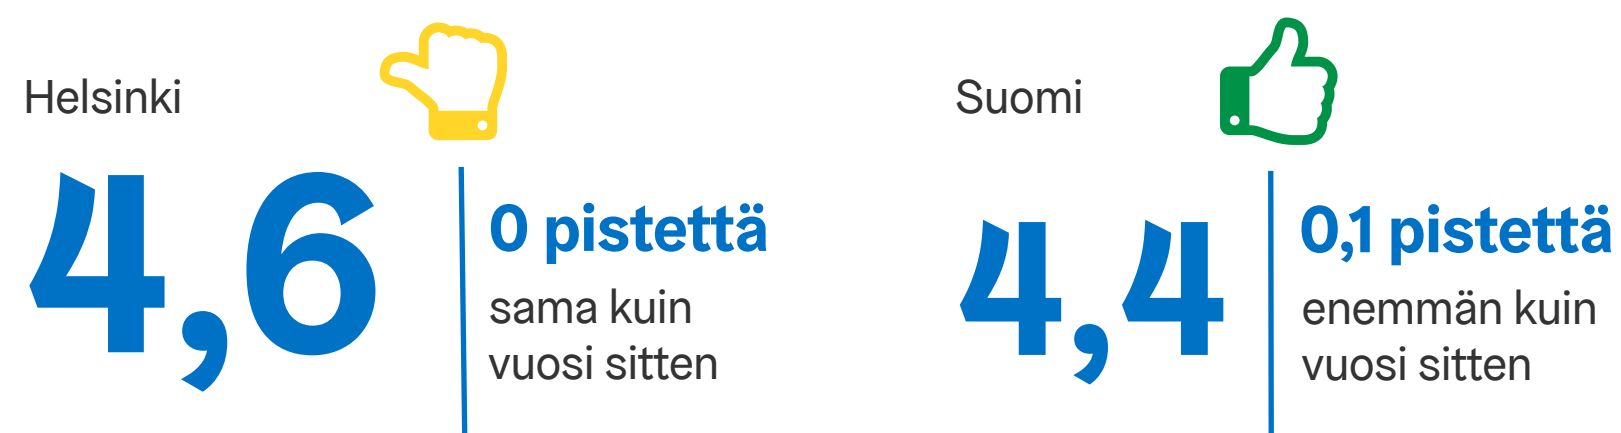 Helsinki
4,6
0 pistettä
sama kuin
vuosi sitten
Suomi
4,4
0,1 pistettä
enemmän kuin
vuosi sitten